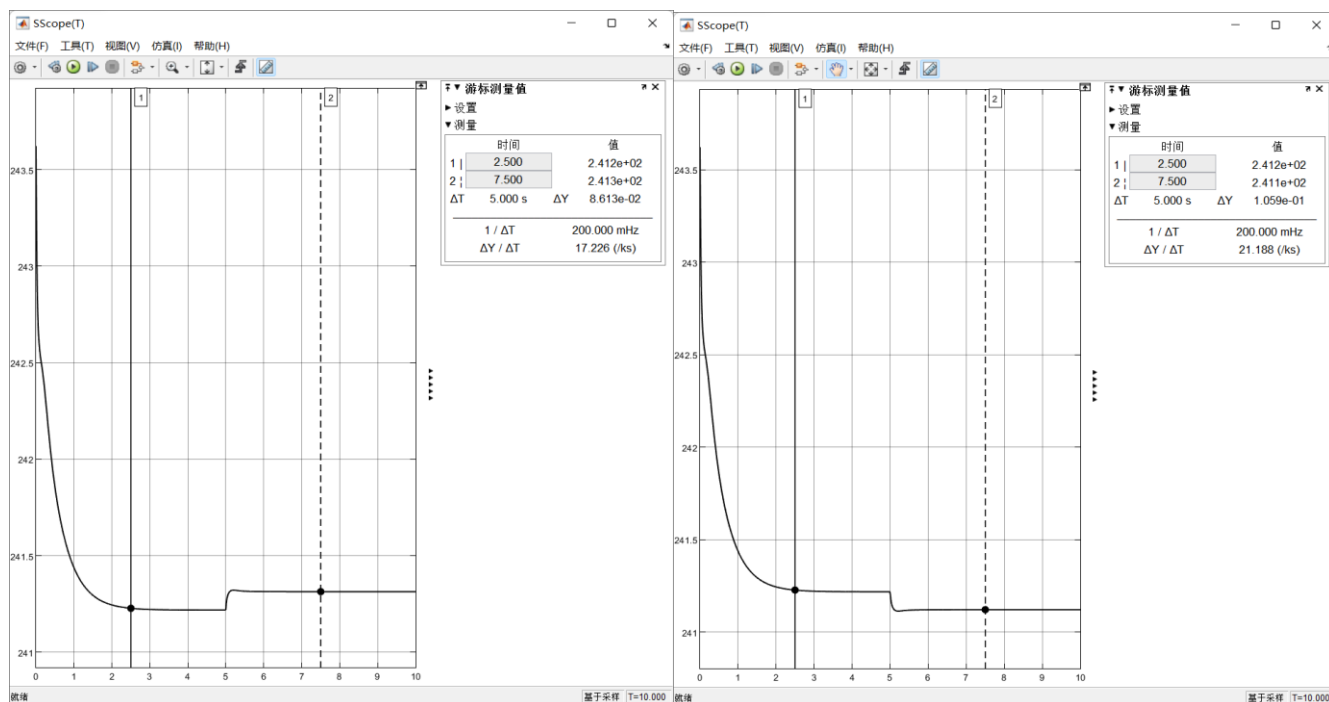 SScope(T)
文件(F) 工具(T) 视图(V) 仿真(I) 帮助(H)
1
2
243.5
243
242.5
242
241.5
241
0 1 2 3 4 5 6 7 8 9 10
游标测量值
设置
测量
时间 值
1 | 2.500 2.412e+02
2 ¦ 7.500 2.413e+02
ΔT 5.000 s ΔY 8.613e-02
1 / ΔT 200.000 mHz
ΔY / ΔT 17.226 (/ks)
就绪
基于采样 T=10.000
SScope(T)
文件(F) 工具(T) 视图(V) 仿真(I) 帮助(H)
1
2
243.5
243
242.5
242
241.5
241
0 1 2 3 4 5 6 7 8 9 10
游标测量值
设置
测量
时间 值
1 | 2.500 2.412e+02
2 ¦ 7.500 2.411e+02
ΔT 5.000 s ΔY 1.059e-01
1 / ΔT 200.000 mHz
ΔY / ΔT 21.188 (/ks)
就绪
基于采样 T=10.000